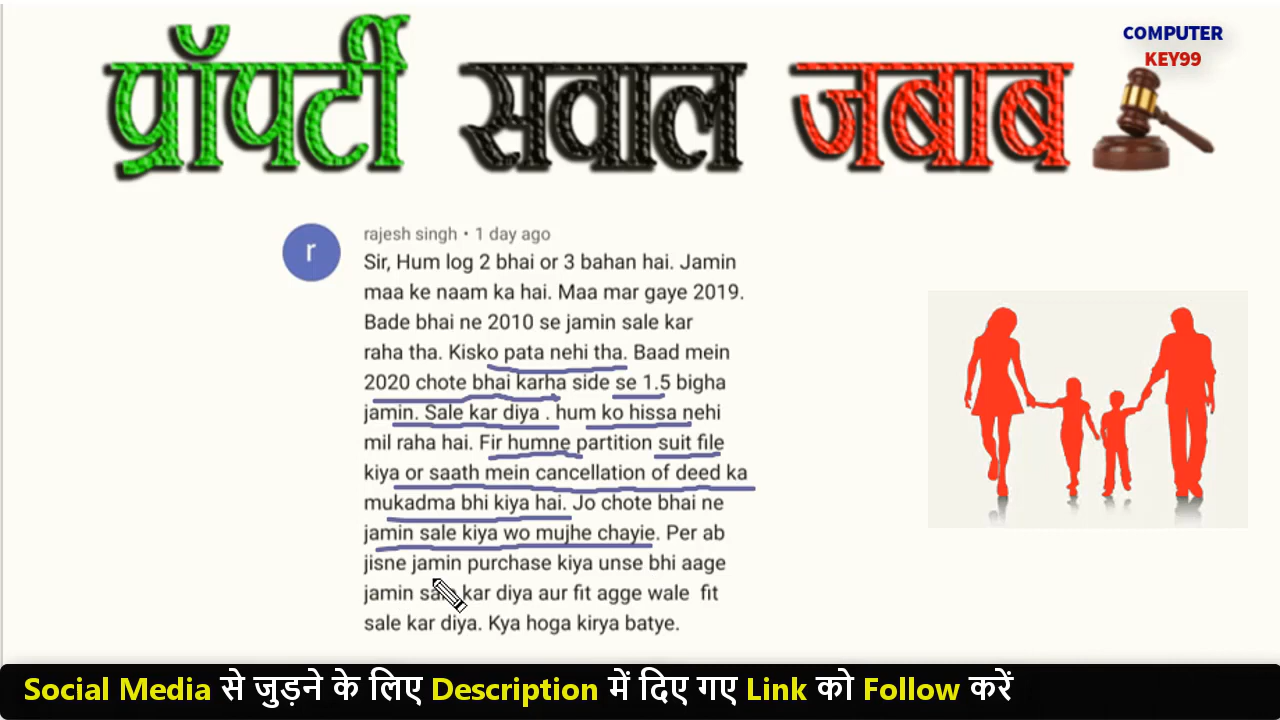 प्रॉपर्टी सवाल जबाब
COMPUTER
KEY99
r
rajesh singh • 1 day ago
Sir, Hum log 2 bhai or 3 bahan hai. Jamin
maa ke naam ka hai. Maa mar gaye 2019.
Bade bhai ne 2010 se jamin sale kar
raha tha. Kisko pata nehi tha. Baad mein
2020 chote bhai karha side se 1.5 bigha
jamin. Sale kar diya . hum ko hissa nehi
mil raha hai. Fir humne partition suit file
kiya or saath mein cancellation of deed ka
mukadma bhi kiya hai. Jo chote bhai ne
jamin sale kiya wo mujhe chayie. Per ab
jisne jamin purchase kiya unse bhi aage
jamin sale kar diya aur fit agge wale fit
sale kar diya. Kya hoga kirya batye.
Social Media से जुड़ने के लिए Description में दिए गए Link को Follow करें